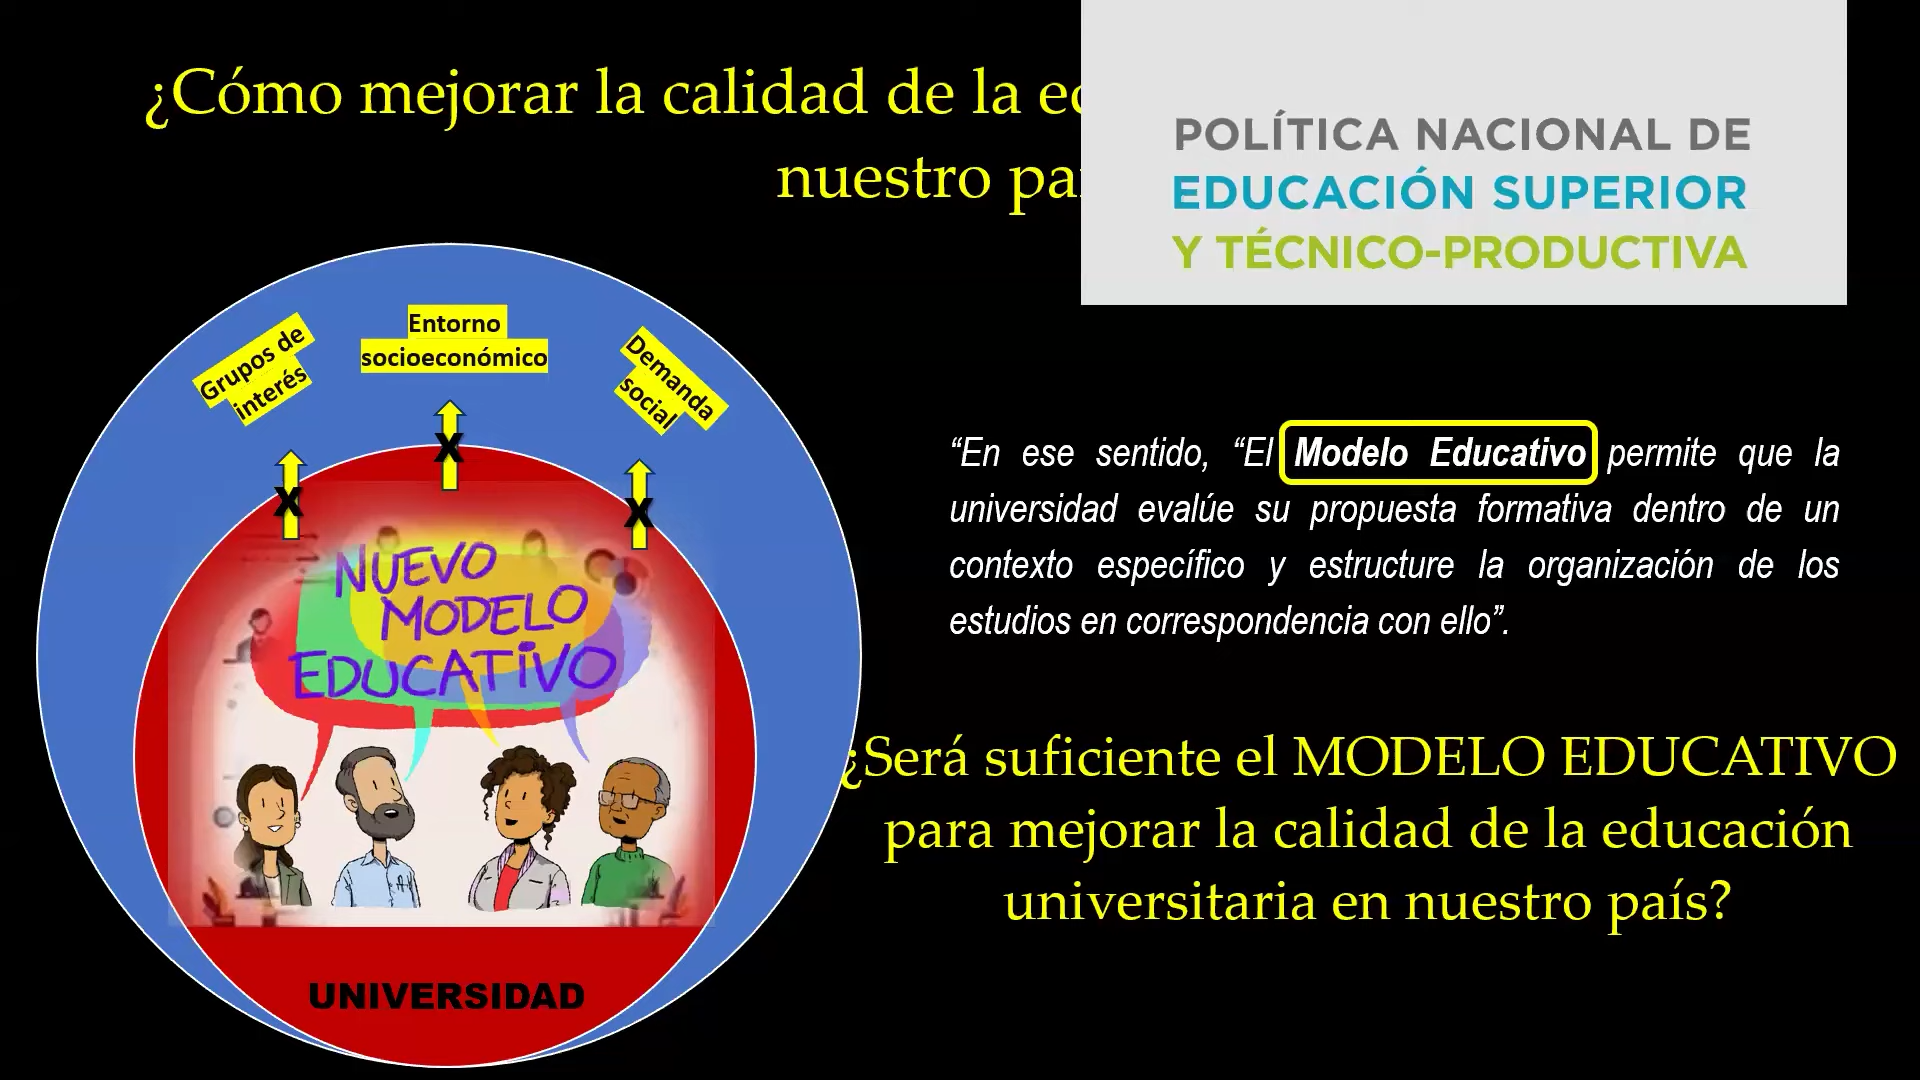 ¿Cómo mejorar la calidad de la
nuestro
POLÍTICA NACIONAL DE
EDUCACIÓN SUPERIOR
Y TÉCNICO-PRODUCTIVA
Grupos de
interés
Entorno
socioeconómico
Demanda
social
X
X
X
NUEVO
MODELO
EDUCATIVO
UNIVERSIDAD
“En ese sentido, “El Modelo Educativo permite que la
universidad evalúe su propuesta formativa dentro de un
contexto específico y estructure la organización de los
estudios en correspondencia con ello”.
¿Será suficiente el MODELO EDUCATIVO
para mejorar la calidad de la educación
universitaria en nuestro país?